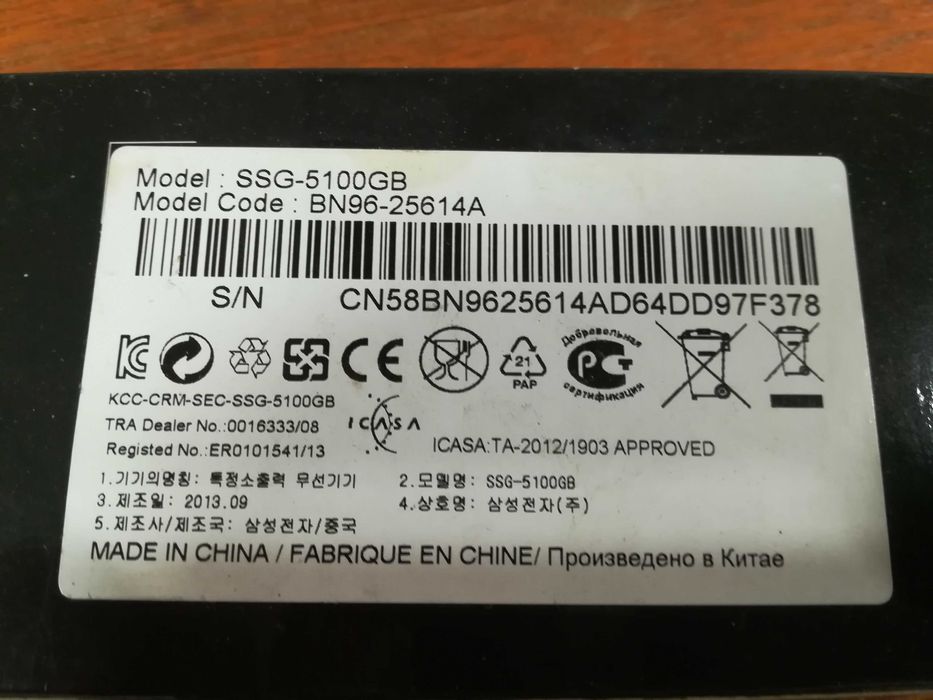 Model : SSG-5100GB
Model Code : BN96-25614A
S/N CN58BN9625614AD64DD97F378
CE 21 PAP Добровольная РСТ сертификация
KCC-CRM-SEC-SSG-5100GB
TRA Dealer No.:0016333/08 ICASA
Registed No.:ER0101541/13 ICASA:TA-2012/1903 APPROVED
1.기기의명칭: 특정소출력 무선기기 2.모델명: SSG-5100GB
3.제조일: 2013.09 4.상호명: 삼성전자(주)
5.제조사/제조국: 삼성전자/중국
MADE IN CHINA / FABRIQUE EN CHINE/ Произведено в Китае